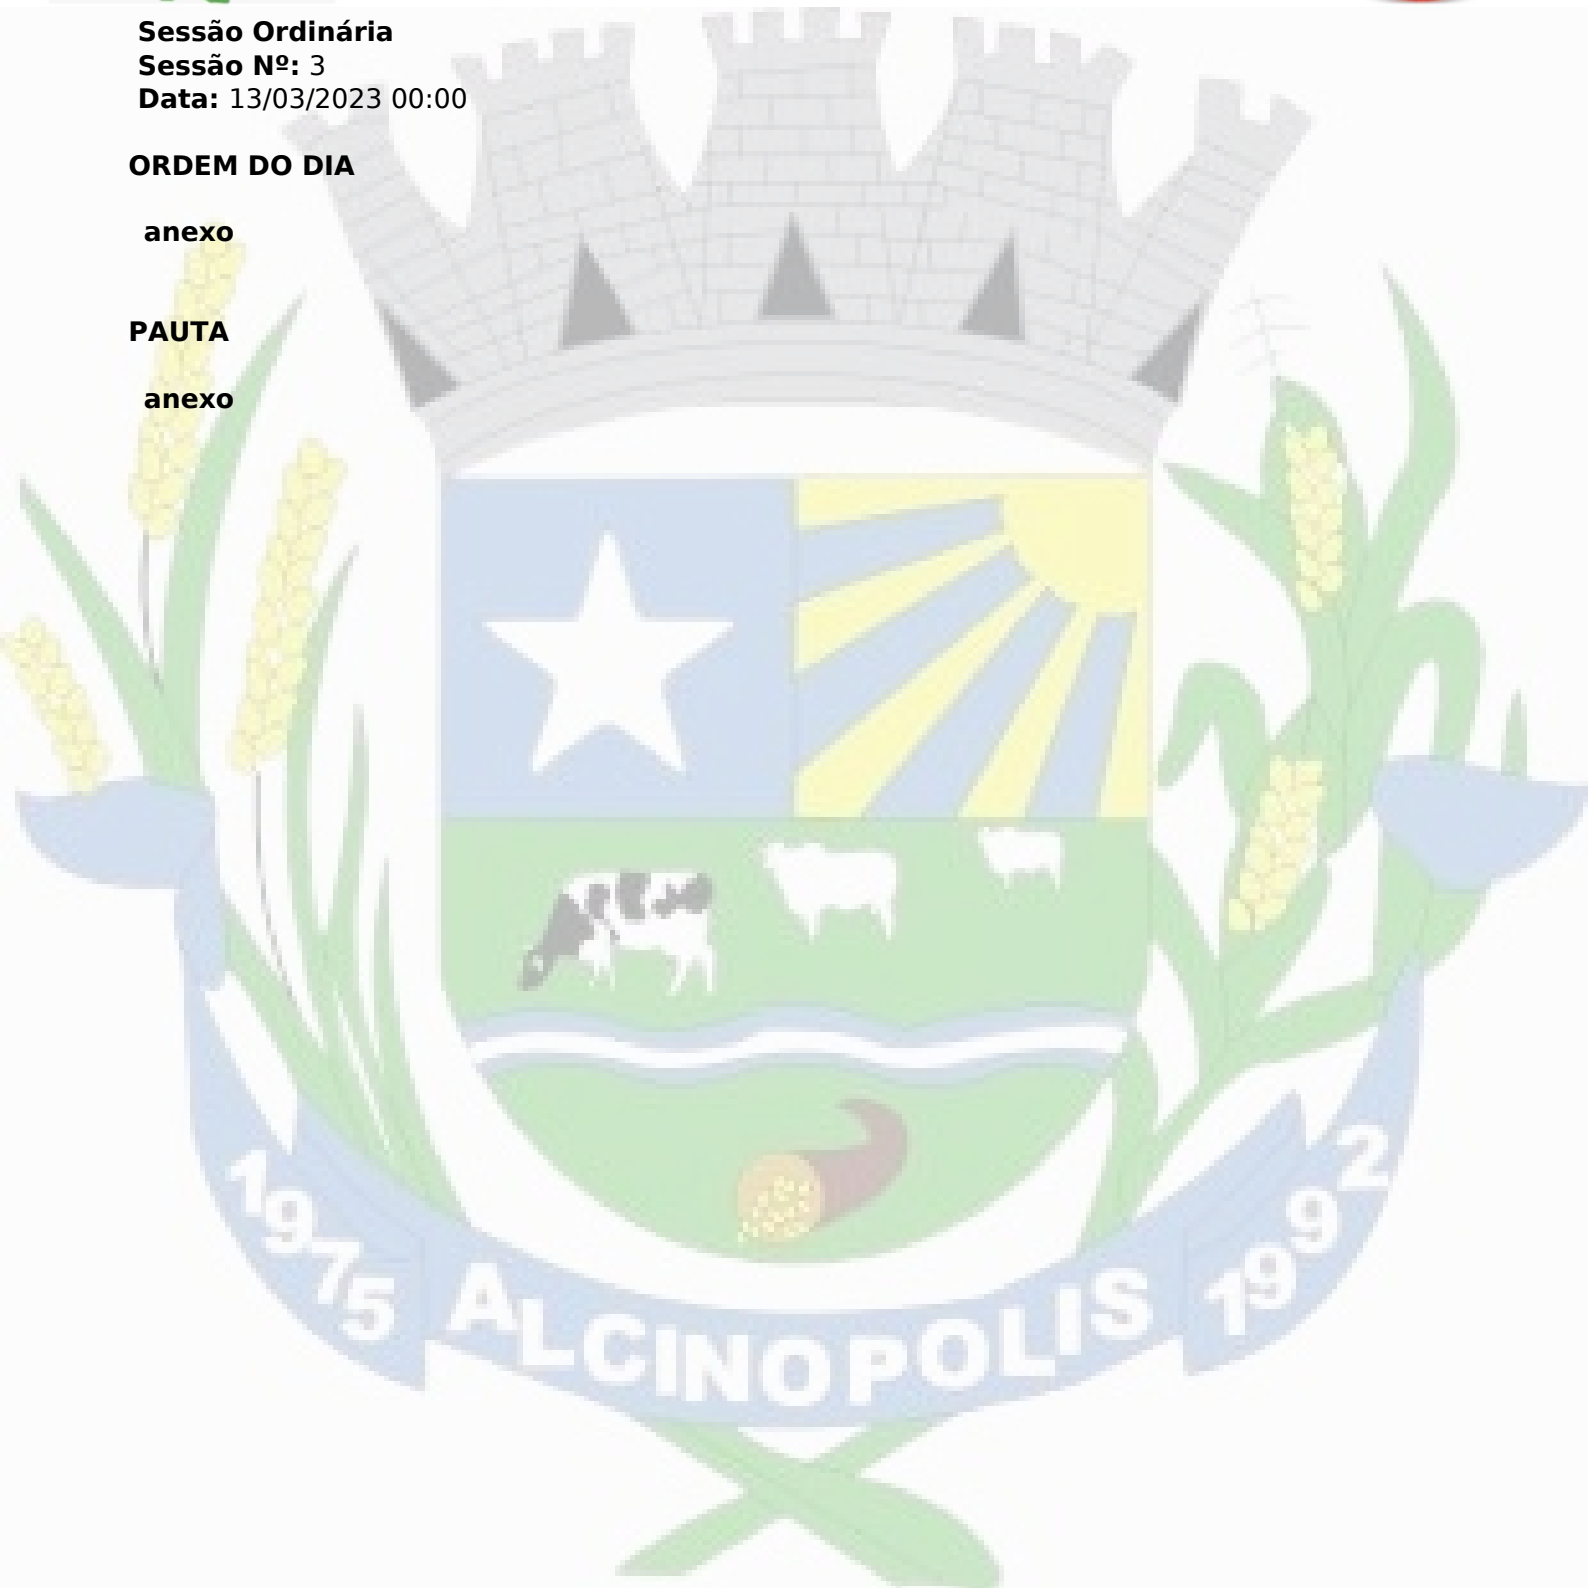 Sessão Ordinária
Sessão Nº: 3
Data: 13/03/2023 00:00
ORDEM DO DIA
anexo
PAUTA
anexo
1975 ALCINOPOLIS 1992